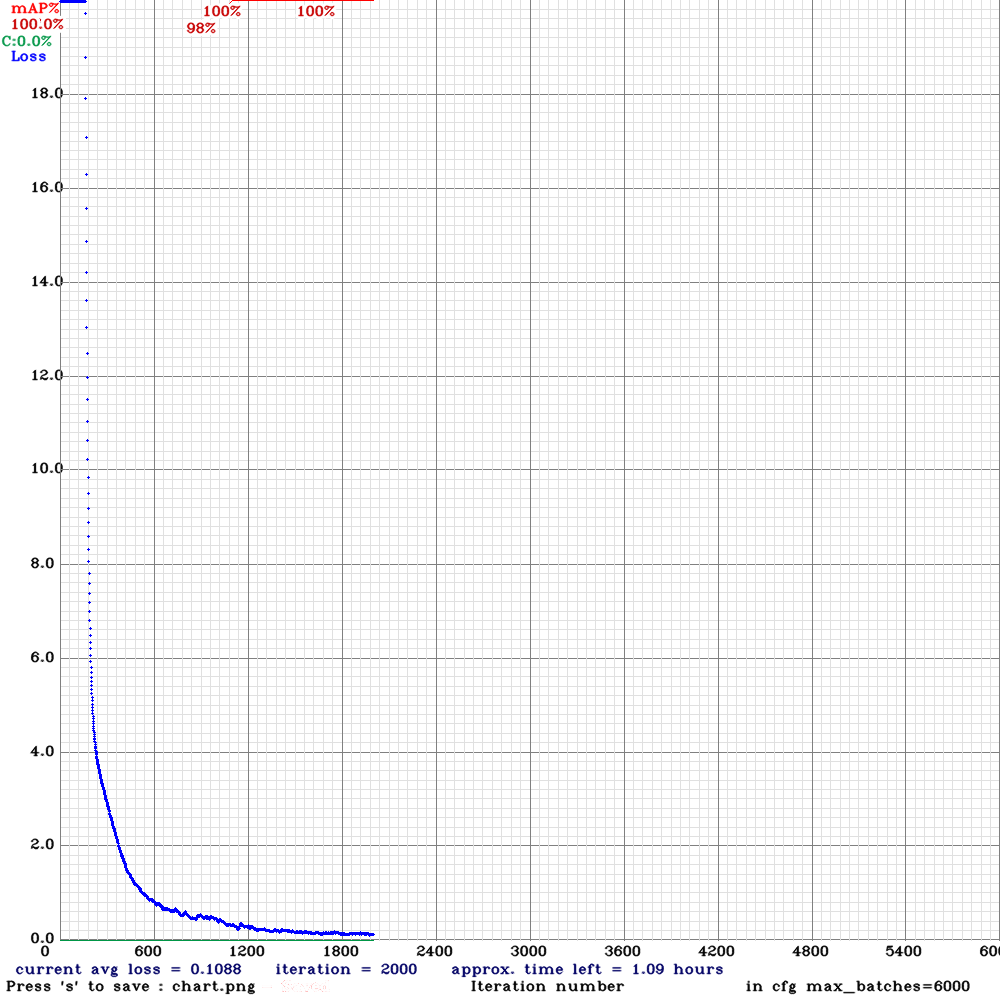 mAP% 100% 100%
100.0% 98%
C:0.0%
Loss
18.0
16.0
14.0
12.0
10.0
8.0
6.0
4.0
2.0
0.0
0 600 1200 1800 2400 3000 3600 4200 4800 5400 60
current avg loss = 0.1088 iteration = 2000 approx. time left = 1.09 hours
Press 's' to save : chart.png Iteration number in cfg max_batches=6000